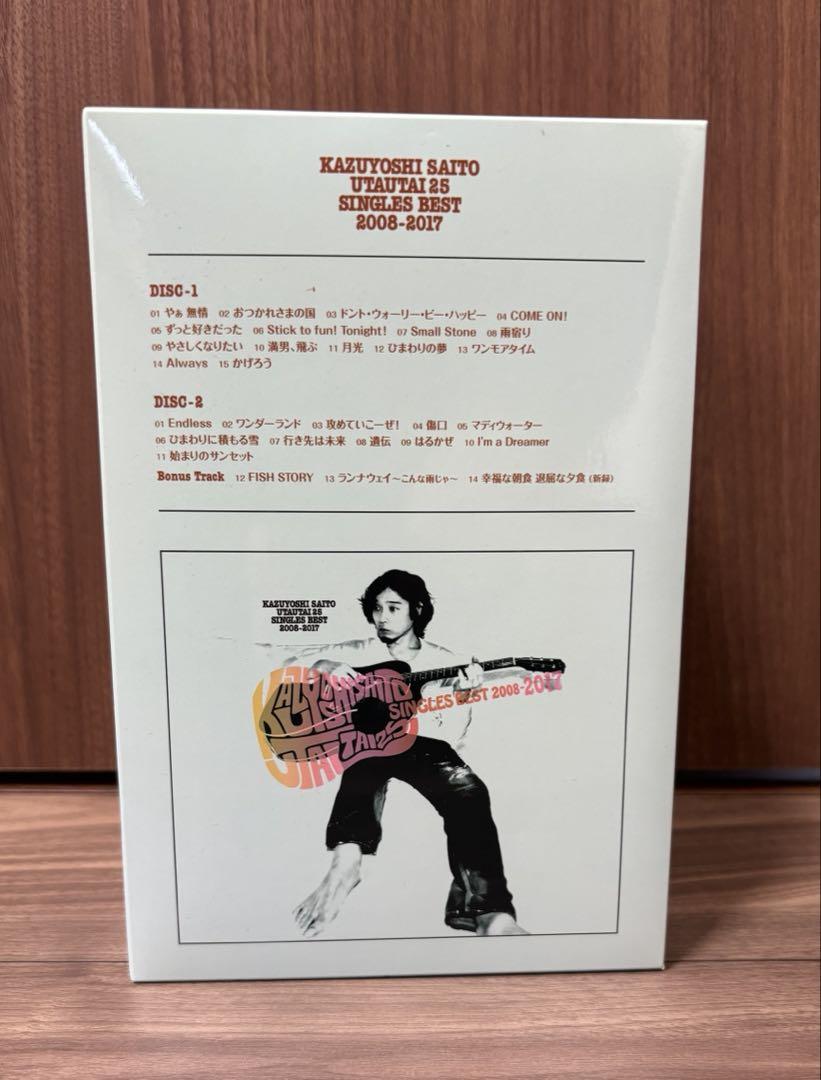 KAZUYOSHI SAITO
UTAUTAI 25
SINGLES BEST
2008-2017
DISC-1
01 やぁ 無情 02 おつかれさまの国 03 ドント・ウォーリー・ビー・ハッピー 04 COME ON!
05 ずっと好きだった 06 Stick to fun! Tonight! 07 Small Stone 08 雨宿り
09 やさしくなりたい 10 満男、飛ぶ 11 月光 12 ひまわりの夢 13 ワンモアタイム
14 Always 15 かげろう
DISC-2
01 Endless 02 ワンダーランド 03 攻めていこーぜ! 04 傷口 05 マディウォーター
06 ひまわりに積もる雪 07 行き先は未来 08 遺伝 09 はるかぜ 10 I'm a Dreamer
11 始まりのサンセット
Bonus Track 12 FISH STORY 13 ランナウェイ〜こんな雨じゃ〜 14 幸福な朝食 退屈な夕食 (新録)
KAZUYOSHI SAITO
UTAUTAI 25
SINGLES BEST
2008-2017
KAZUYOSHI SAITO
UTAUTAI 25
SINGLES BEST 2008-2017